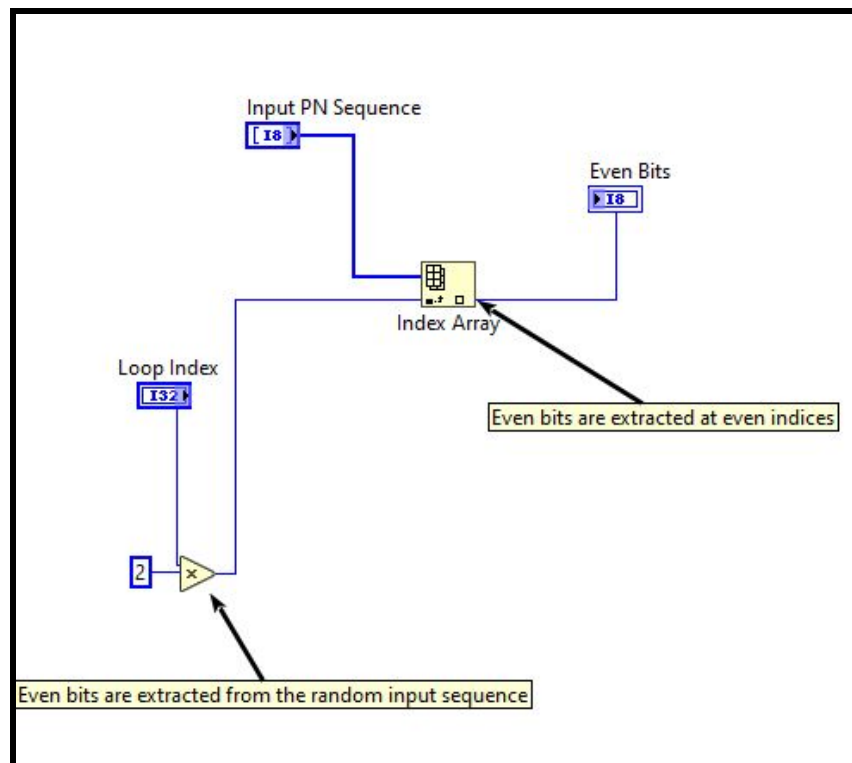 Input PN Sequence
[I8]
Even Bits
I8
Index Array
Loop Index
I32
Even bits are extracted at even indices
2
×
Even bits are extracted from the random input sequence